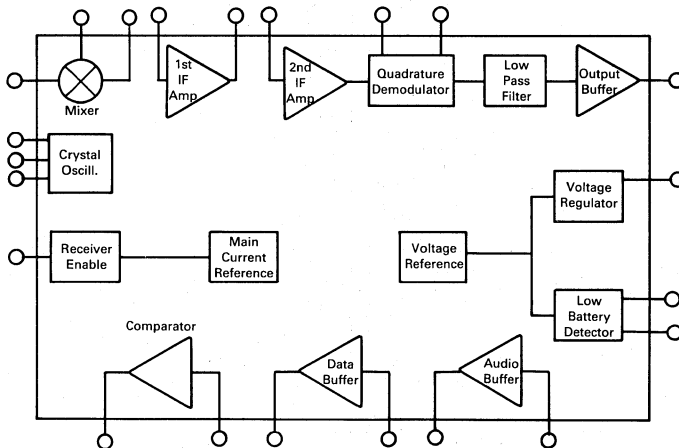 Mixer
1st
IF
Amp
2nd
IF
Amp
Quadrature
Demodulator
Low
Pass
Filter
Output
Buffer
Crystal
Oscill.
Voltage
Regulator
Receiver
Enable
Main
Current
Reference
Voltage
Reference
Low
Battery
Detector
Comparator
Data
Buffer
Audio
Buffer